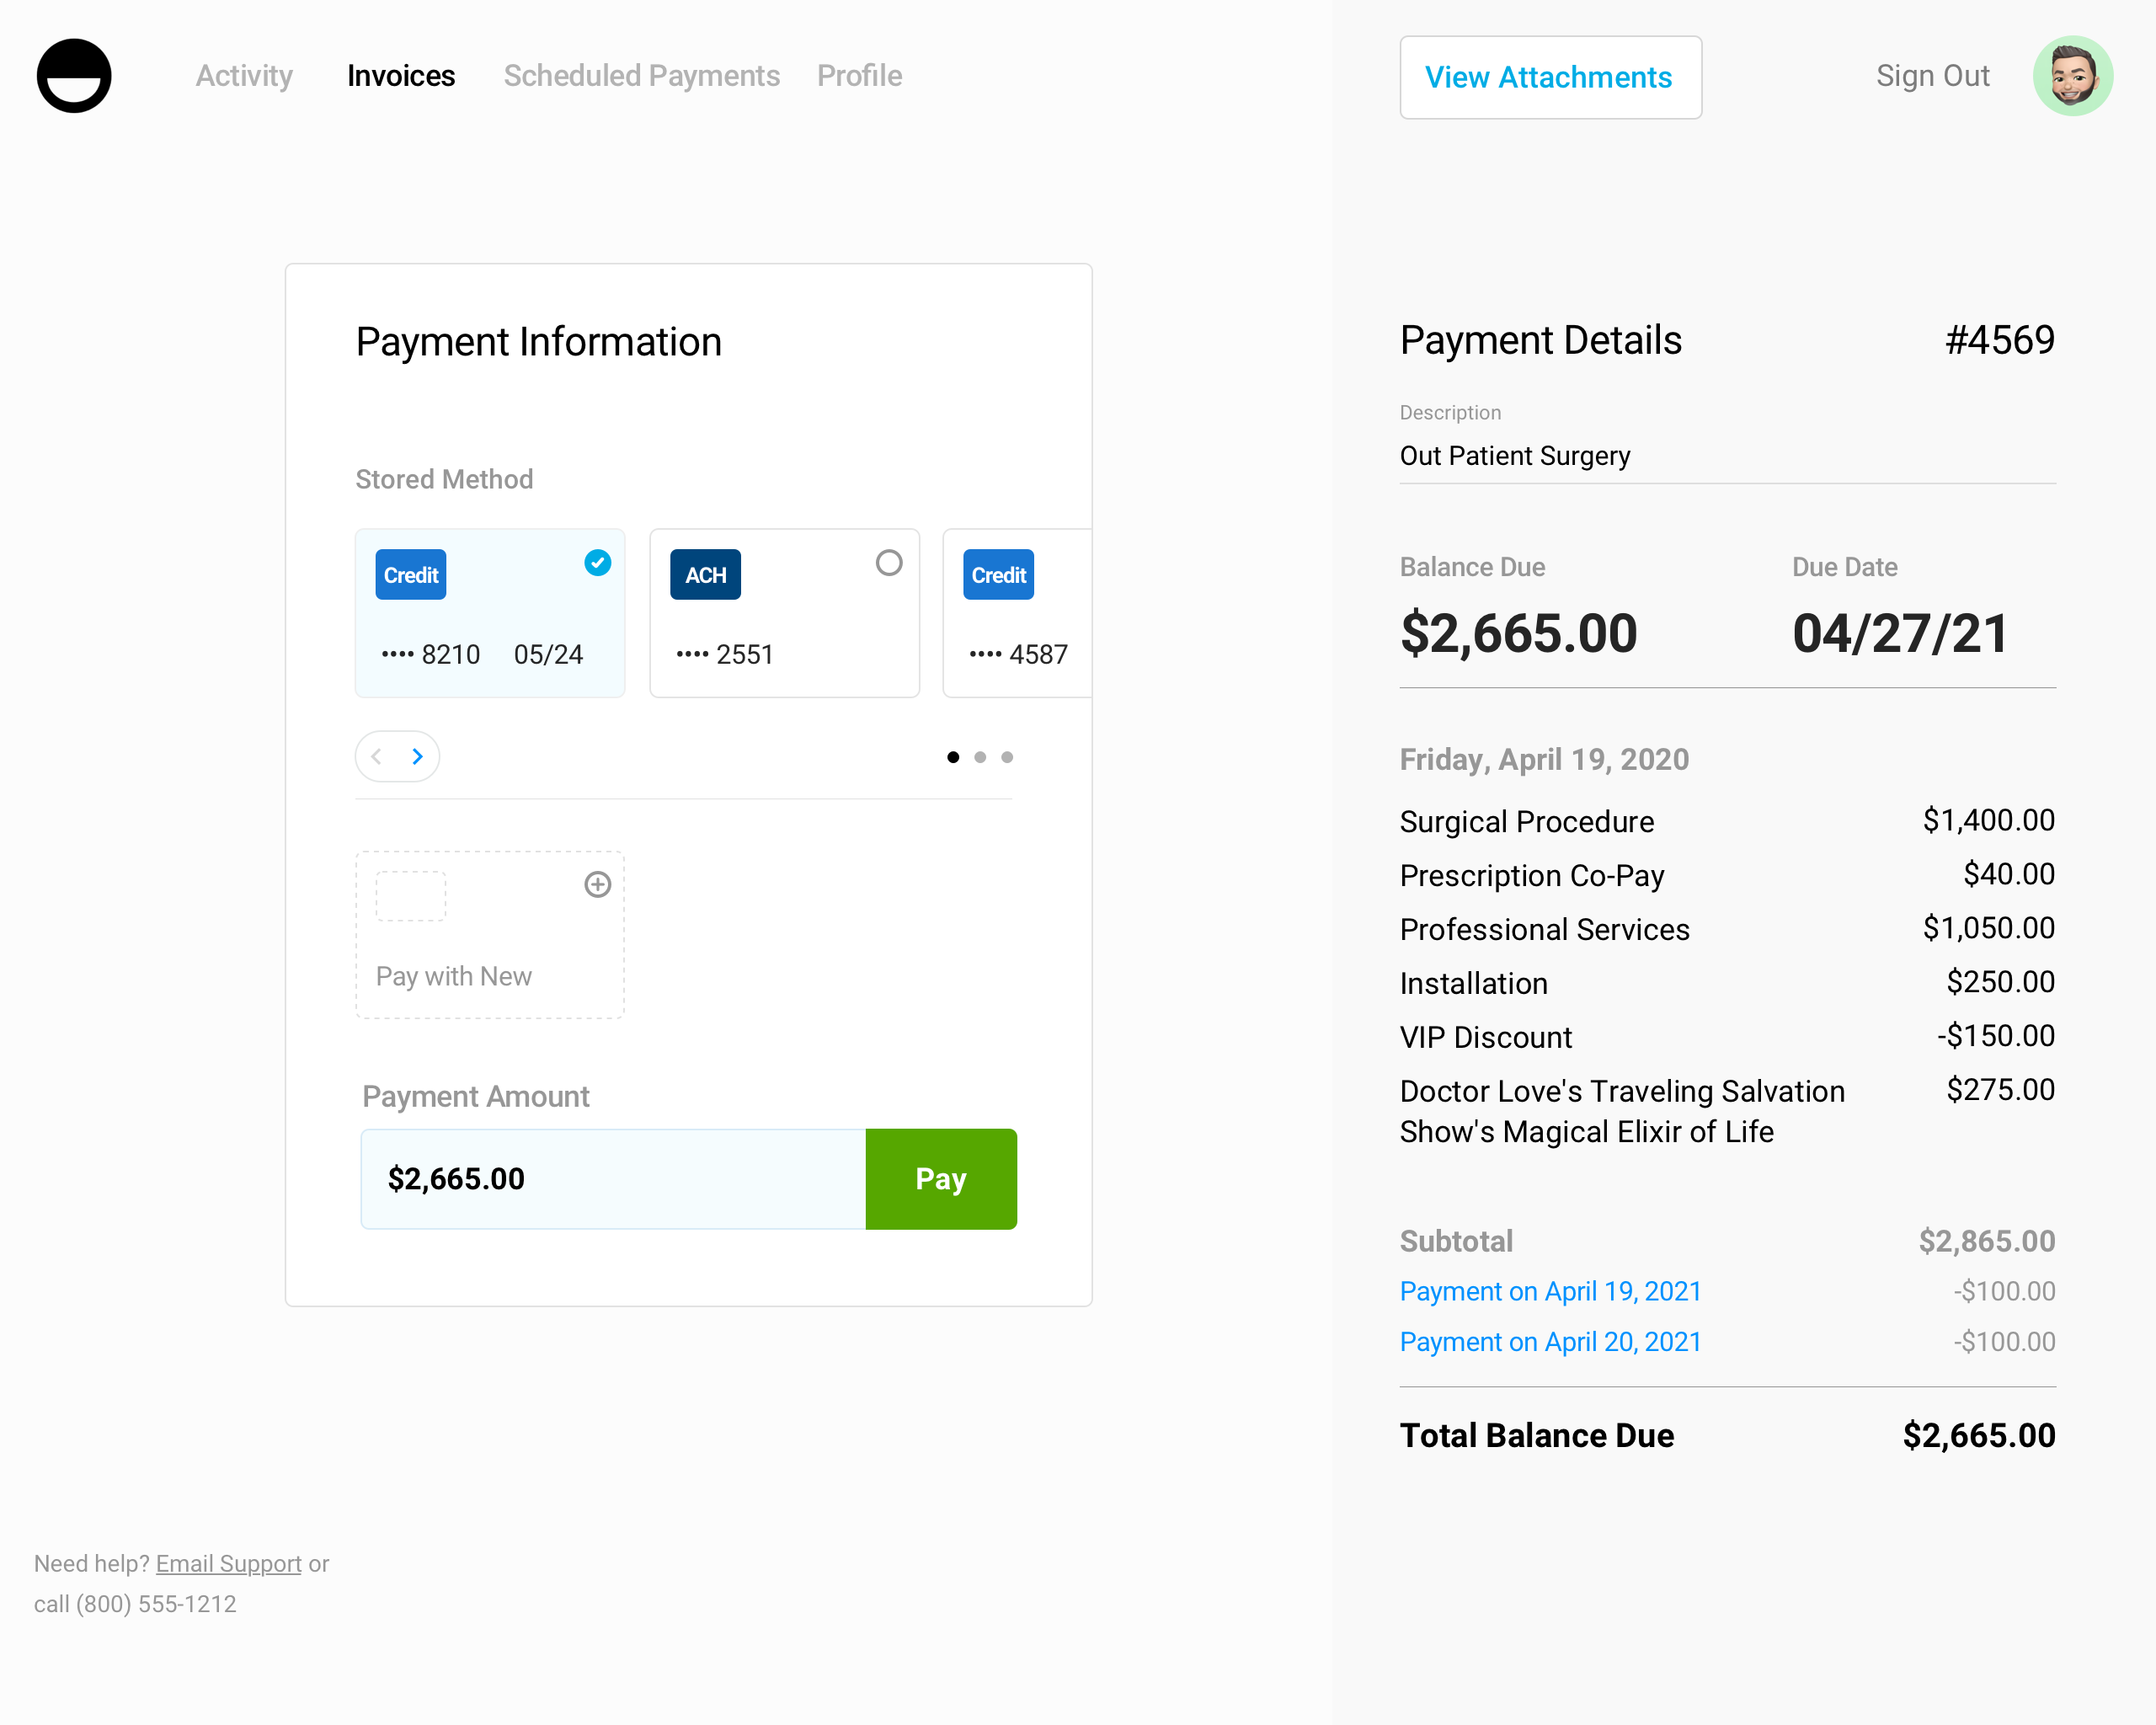 Activity Invoices Scheduled Payments Profile
View Attachments
Sign Out
Payment Information
Stored Method
Credit
•••• 8210 05/24
ACH
•••• 2551
Credit
•••• 4587
Pay with New
Payment Amount
$2,665.00 Pay
Need help? Email Support or
call (800) 555-1212
Payment Details #4569
Description
Out Patient Surgery
Balance Due Due Date
$2,665.00 04/27/21
Friday, April 19, 2020
Surgical Procedure $1,400.00
Prescription Co-Pay $40.00
Professional Services $1,050.00
Installation $250.00
VIP Discount -$150.00
Doctor Love's Traveling Salvation $275.00
Show's Magical Elixir of Life
Subtotal $2,865.00
Payment on April 19, 2021 -$100.00
Payment on April 20, 2021 -$100.00
Total Balance Due $2,665.00